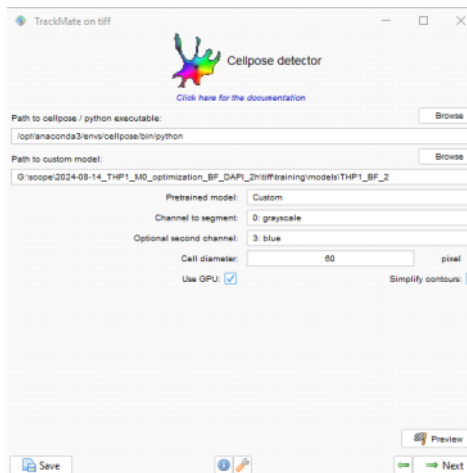 TrackMate on tiff
Cellpose detector
Click here for the documentation
Path to cellpose / python executable:
Browse
/opt/anaconda3/envs/cellpose/bin/python
Path to custom model:
Browse
G:\scope\2024-08-14_THP1_M0_optimization_BF_DAPI_2h\tiff\training\models\THP1_BF_2
Pretrained model: Custom
Channel to segment: 0: grayscale
Optional second channel: 3: blue
Cell diameter: 60 pixel
Use GPU: Simplify contours:
Preview
Save Next